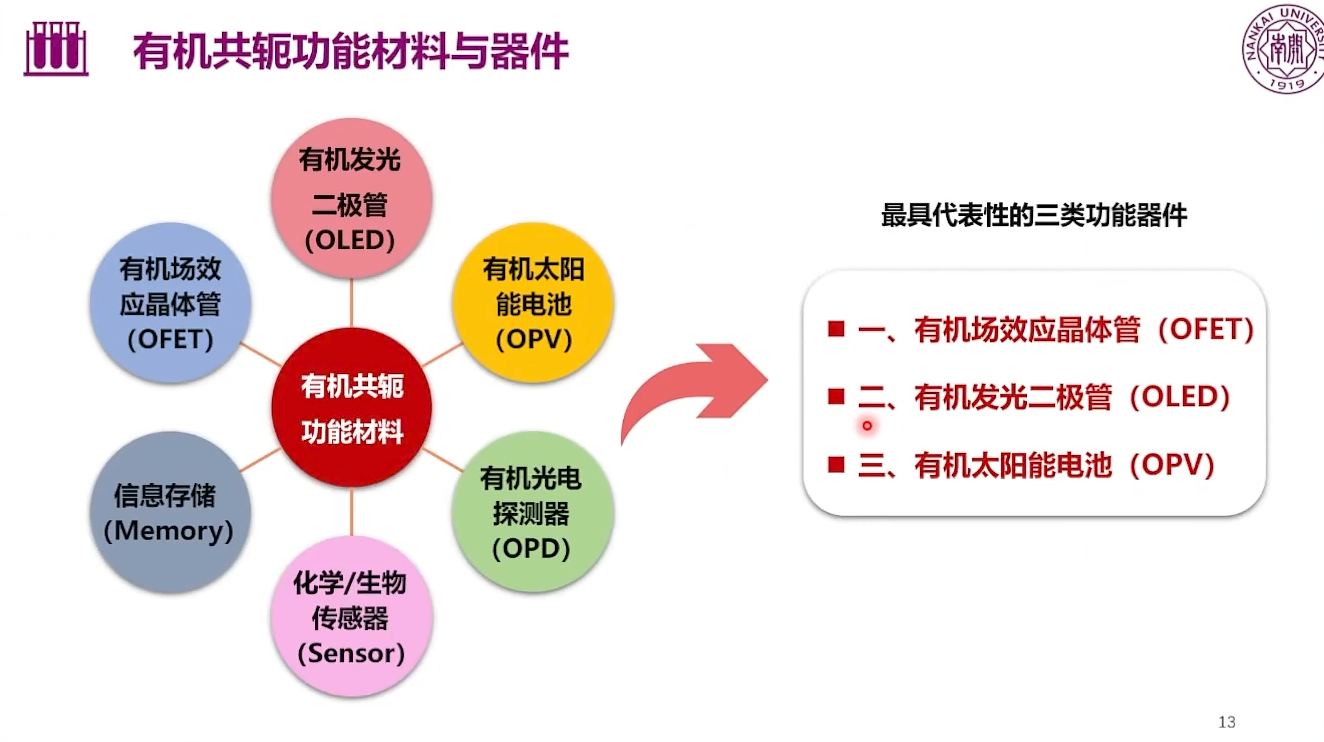 有机共轭功能材料与器件
NANKAI UNIVERSITY
南開
1919
有机发光
二极管
(OLED)
有机场效
应晶体管
(OFET)
有机太阳
能电池
(OPV)
有机共轭
功能材料
信息存储
(Memory)
有机光电
探测器
(OPD)
化学/生物
传感器
(Sensor)
最具代表性的三类功能器件
一、有机场效应晶体管（OFET）
二、有机发光二极管（OLED）
三、有机太阳能电池（OPV）
13